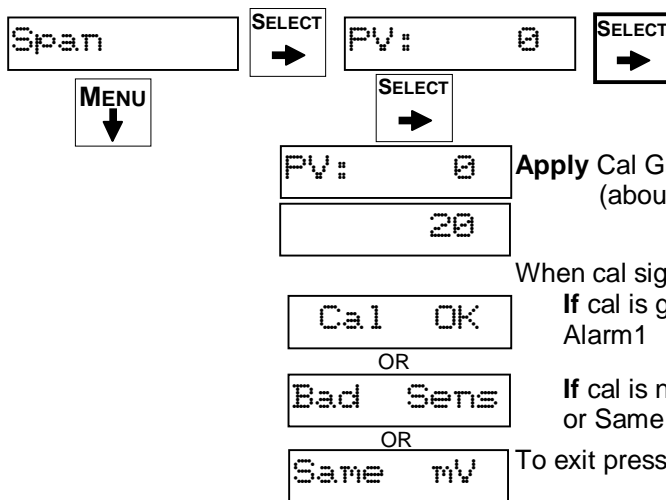 Span
SELECT
PV: 0
SELECT
MENU
SELECT
PV: 0
Apply Cal G
(abou
20
When cal sig
Cal OK
If cal is g
Alarm1
OR
Bad Sens
If cal is n
or Same
OR
Same mV
To exit press